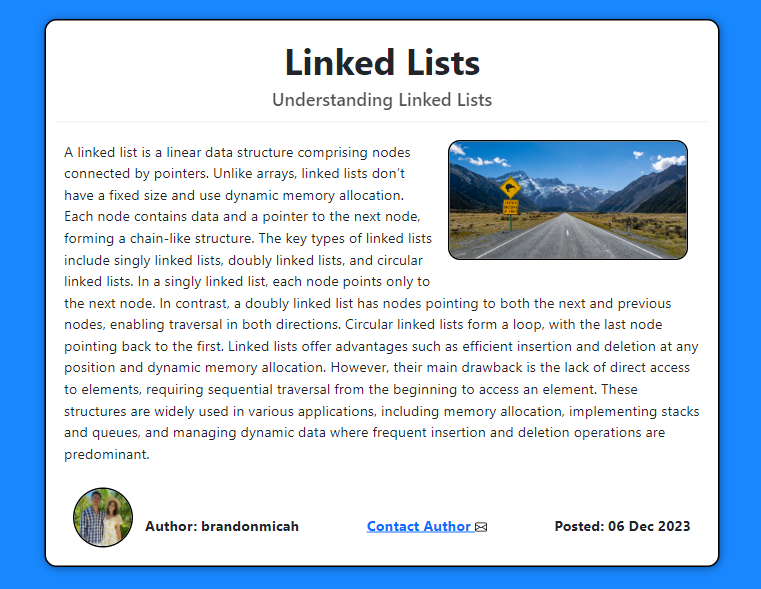 Linked Lists
Understanding Linked Lists
A linked list is a linear data structure comprising nodes
connected by pointers. Unlike arrays, linked lists don't
have a fixed size and use dynamic memory allocation.
Each node contains data and a pointer to the next node,
forming a chain-like structure. The key types of linked lists
include singly linked lists, doubly linked lists, and circular
linked lists. In a singly linked list, each node points only to
the next node. In contrast, a doubly linked list has nodes pointing to both the next and previous
nodes, enabling traversal in both directions. Circular linked lists form a loop, with the last node
pointing back to the first. Linked lists offer advantages such as efficient insertion and deletion at any
position and dynamic memory allocation. However, their main drawback is the lack of direct access
to elements, requiring sequential traversal from the beginning to access an element. These
structures are widely used in various applications, including memory allocation, implementing stacks
and queues, and managing dynamic data where frequent insertion and deletion operations are
predominant.
Author: brandonmicah
Contact Author
Posted: 06 Dec 2023